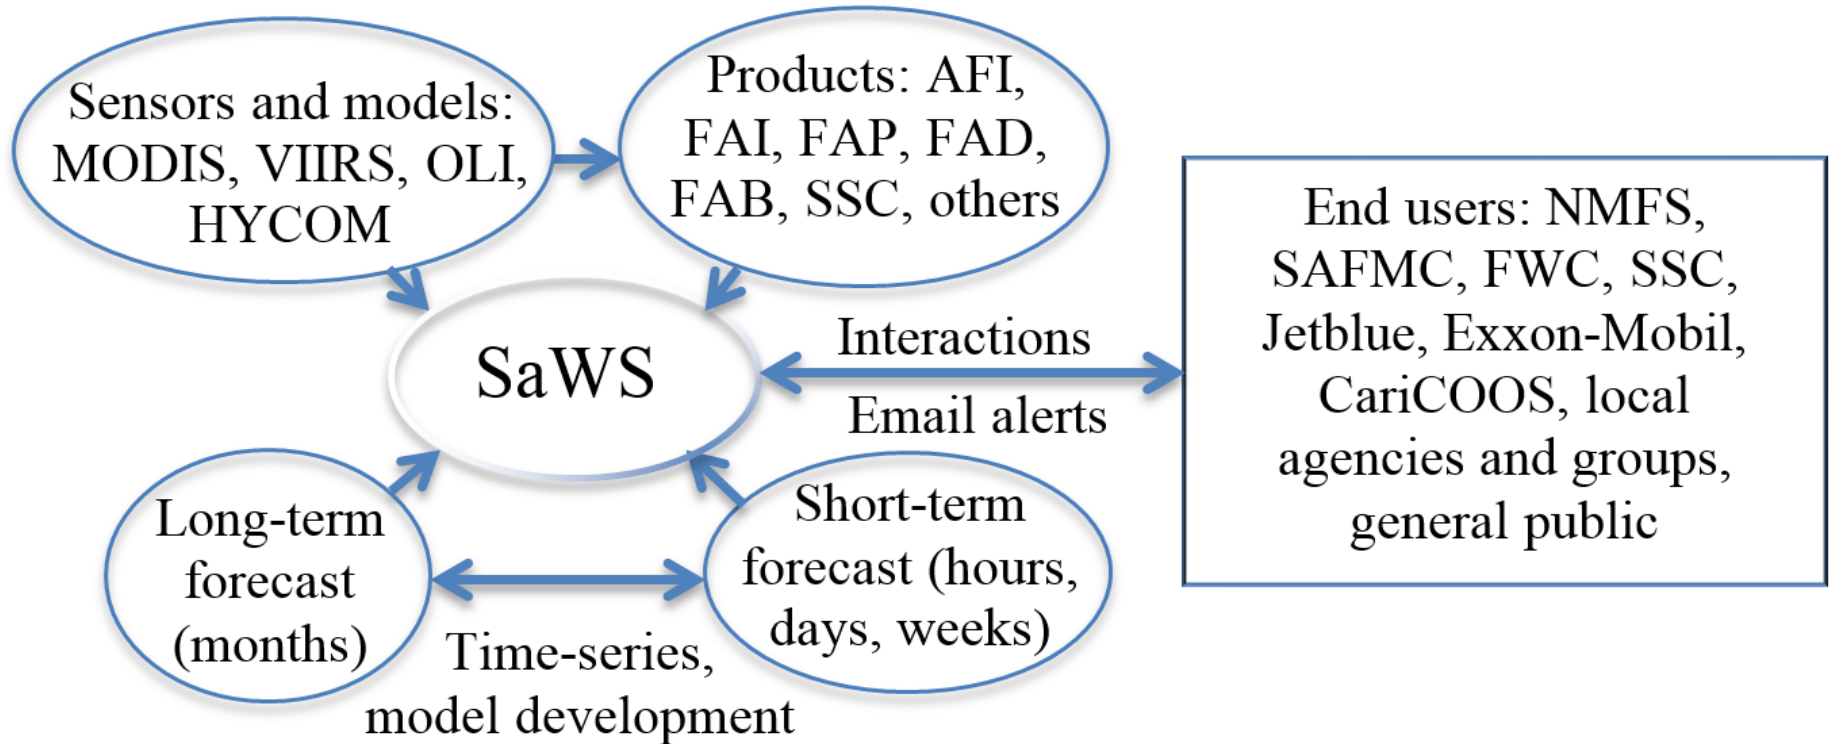 Sensors and models:
MODIS, VIIRS, OLI,
HYCOM
Products: AFI,
FAI, FAP, FAD,
FAB, SSC, others
SaWS
Interactions
Email alerts
End users: NMFS,
SAFMC, FWC, SSC,
Jetblue, Exxon-Mobil,
CariCOOS, local
agencies and groups,
general public
Long-term
forecast
(months)
Time-series,
model development
Short-term
forecast (hours,
days, weeks)